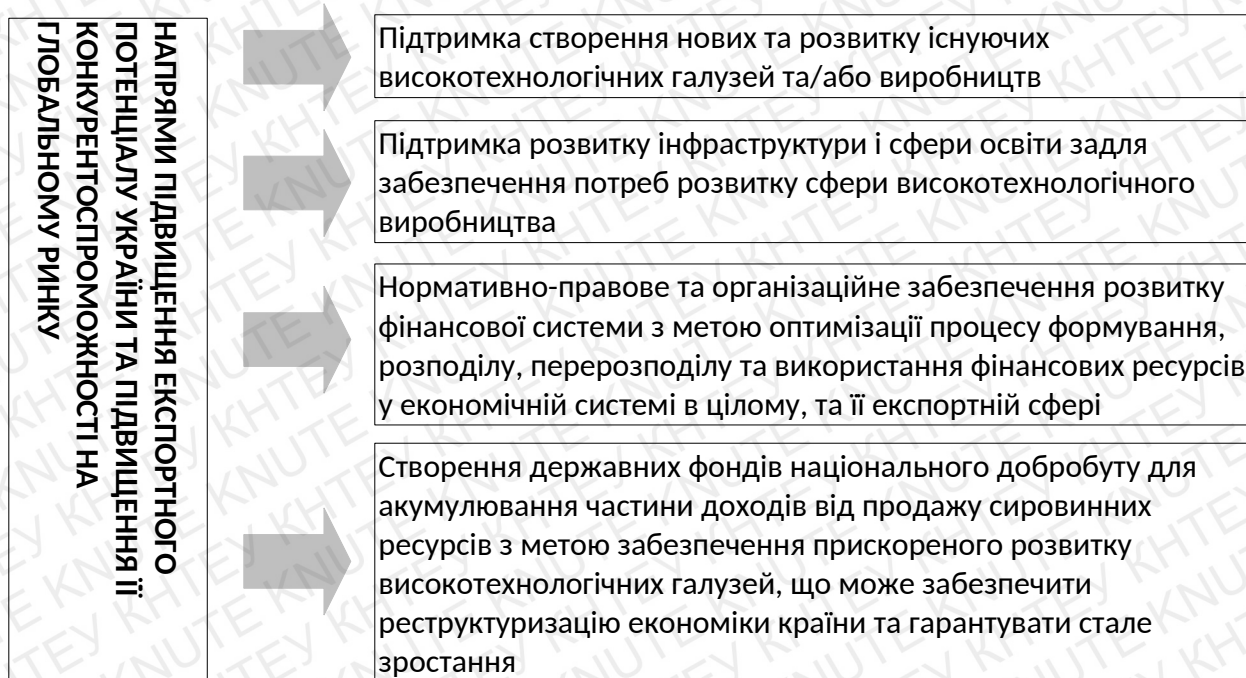 НАПРЯМИ ПІДВИЩЕННЯ ЕКСПОРТНОГО
ПОТЕНЦІАЛУ УКРАЇНИ ТА ПІДВИЩЕННЯ ЇЇ
КОНКУРЕНТОСПРОМОЖНОСТІ НА
ГЛОБАЛЬНОМУ РИНКУ
Підтримка створення нових та розвитку існуючих
високотехнологічних галузей та/або виробництв
Підтримка розвитку інфраструктури і сфери освіти задля
забезпечення потреб розвитку сфери високотехнологічного
виробництва
Нормативно-правове та організаційне забезпечення розвитку
фінансової системи з метою оптимізації процесу формування,
розподілу, перерозподілу та використання фінансових ресурсів
у економічній системі в цілому, та її експортній сфері
Створення державних фондів національного добробуту для
акумулювання частини доходів від продажу сировинних
ресурсів з метою забезпечення прискореного розвитку
високотехнологічних галузей, що може забезпечити
реструктуризацію економіки країни та гарантувати стале
зростання